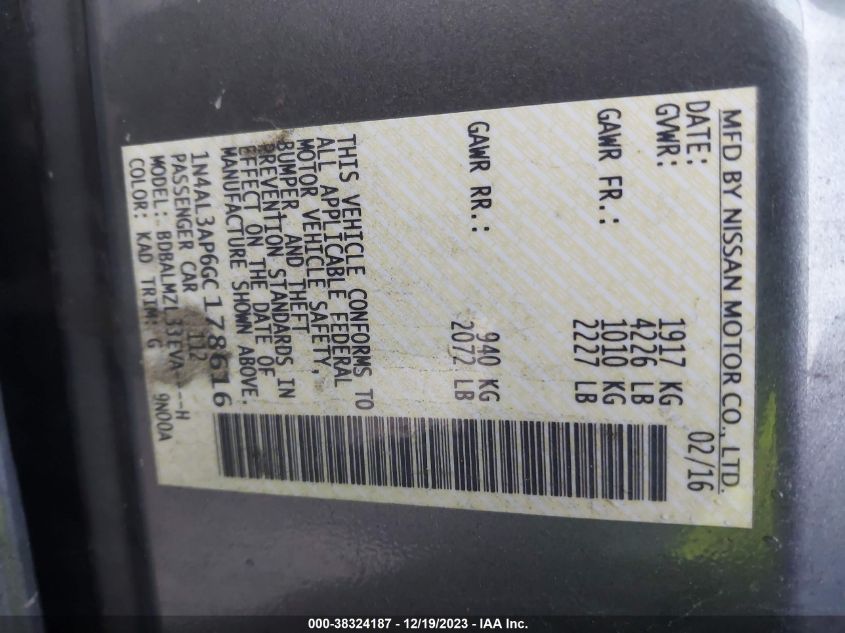 MFD BY NISSAN MOTOR CO., LTD.
DATE: 02/16
GVWR: 1917 KG
4226 LB
GAWR FR.: 1010 KG
2227 LB
GAWR RR.: 940 KG
2072 LB
THIS VEHICLE CONFORMS TO
ALL APPLICABLE FEDERAL
MOTOR VEHICLE SAFETY,
BUMPER, AND THEFT
PREVENTION STANDARDS IN
EFFECT ON THE DATE OF
MANUFACTURE SHOWN ABOVE.
1N4AL3AP6GC178616
PASSENGER CAR 112
MODEL: BDBALMZL33EVA----H
COLOR: KAD TRIM: G 9N00A
000-38324187 - 12/19/2023 - IAA Inc.